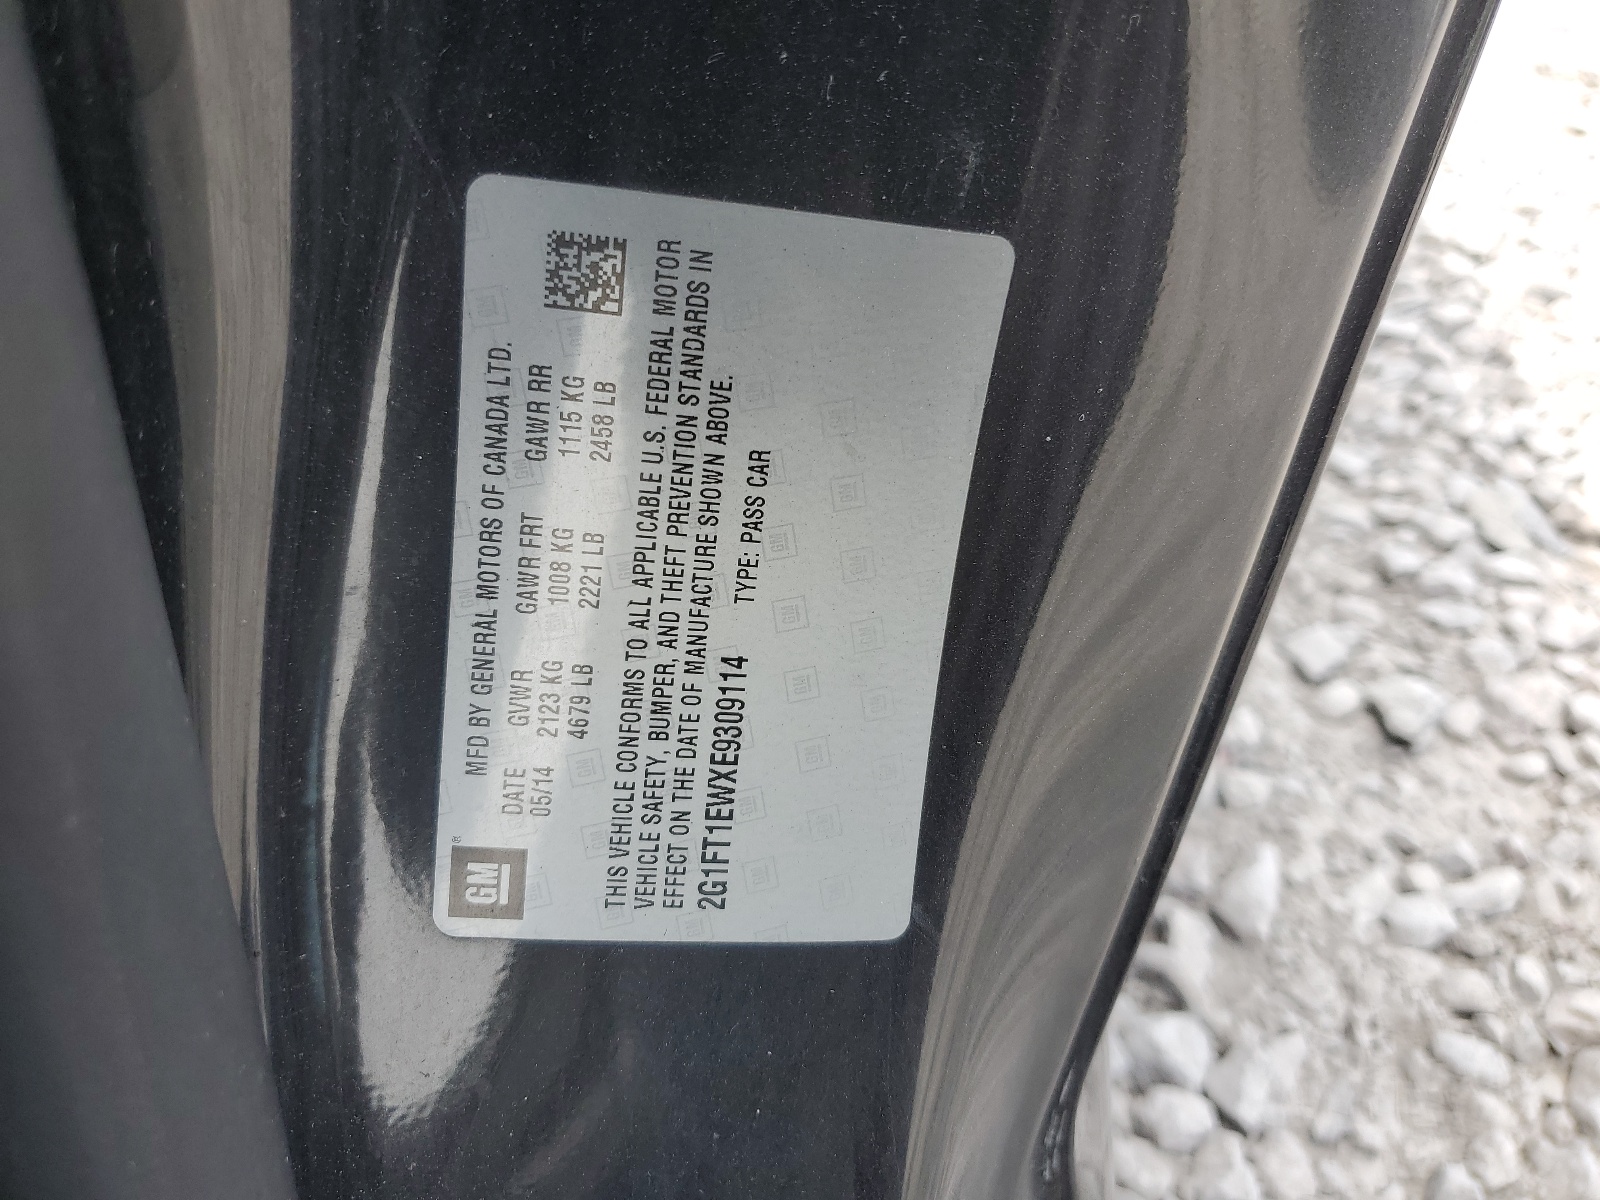 GM®
MFD BY GENERAL MOTORS OF CANADA LTD.
DATE GVWR GAWR FRT GAWR RR
05/14 2123 KG 1008 KG 1115 KG
4679 LB 2221 LB 2458 LB
THIS VEHICLE CONFORMS TO ALL APPLICABLE U.S. FEDERAL MOTOR
VEHICLE SAFETY, BUMPER, AND THEFT PREVENTION STANDARDS IN
EFFECT ON THE DATE OF MANUFACTURE SHOWN ABOVE.
2G1FT1EWXE9309114 TYPE: PASS CAR